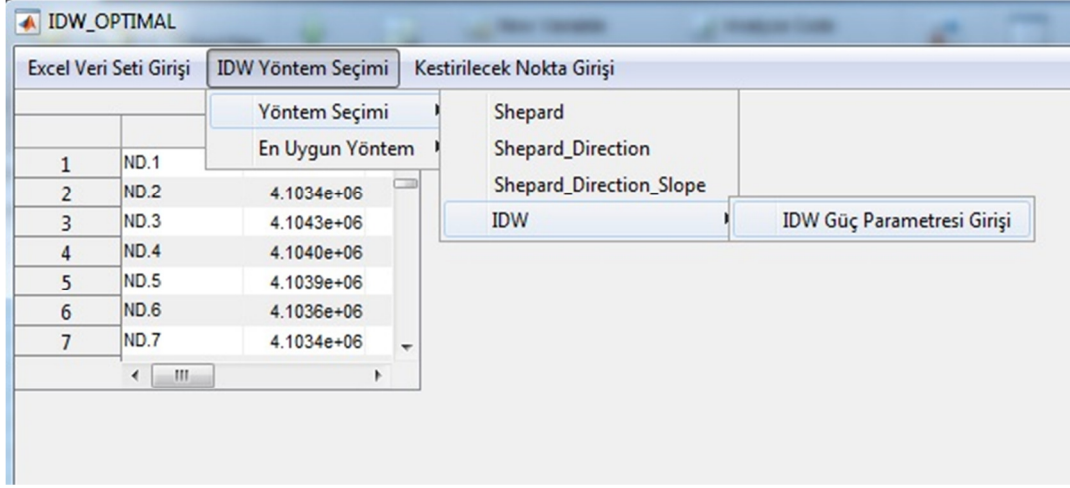 IDW_OPTIMAL
Excel Veri Seti Girişi IDW Yöntem Seçimi Kestirilecek Nokta Girişi
Yöntem Seçimi Shepard
En Uygun Yöntem Shepard_Direction
Shepard_Direction_Slope
IDW IDW Güç Parametresi Girişi
1 ND.1
2 ND.2 4.1034e+06
3 ND.3 4.1043e+06
4 ND.4 4.1040e+06
5 ND.5 4.1039e+06
6 ND.6 4.1036e+06
7 ND.7 4.1034e+06